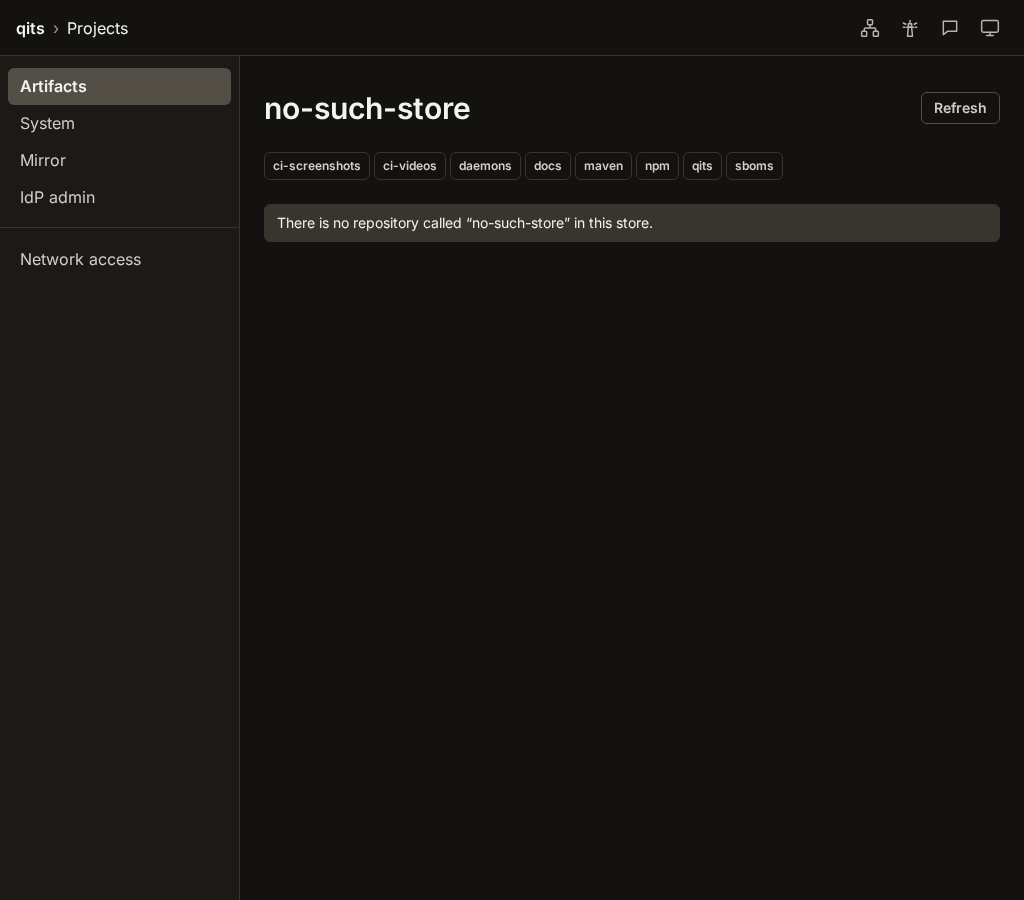 qits › Projects
Artifacts
System
Mirror
IdP admin
Network access
no-such-store
Refresh
ci-screenshots ci-videos daemons docs maven npm qits sboms
There is no repository called “no-such-store” in this store.